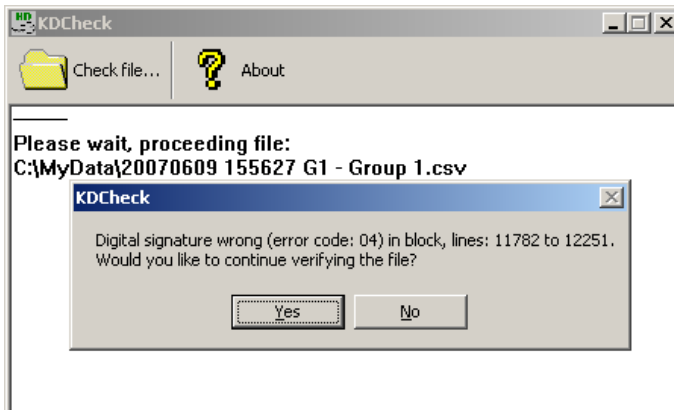 HD
KDCheck
Check file...
About
Please wait, proceeding file:
C:\MyData\20070609 155627 G1 - Group 1.csv
KDCheck
Digital signature wrong (error code: 04) in block, lines: 11782 to 12251.
Would you like to continue verifying the file?
Yes
No